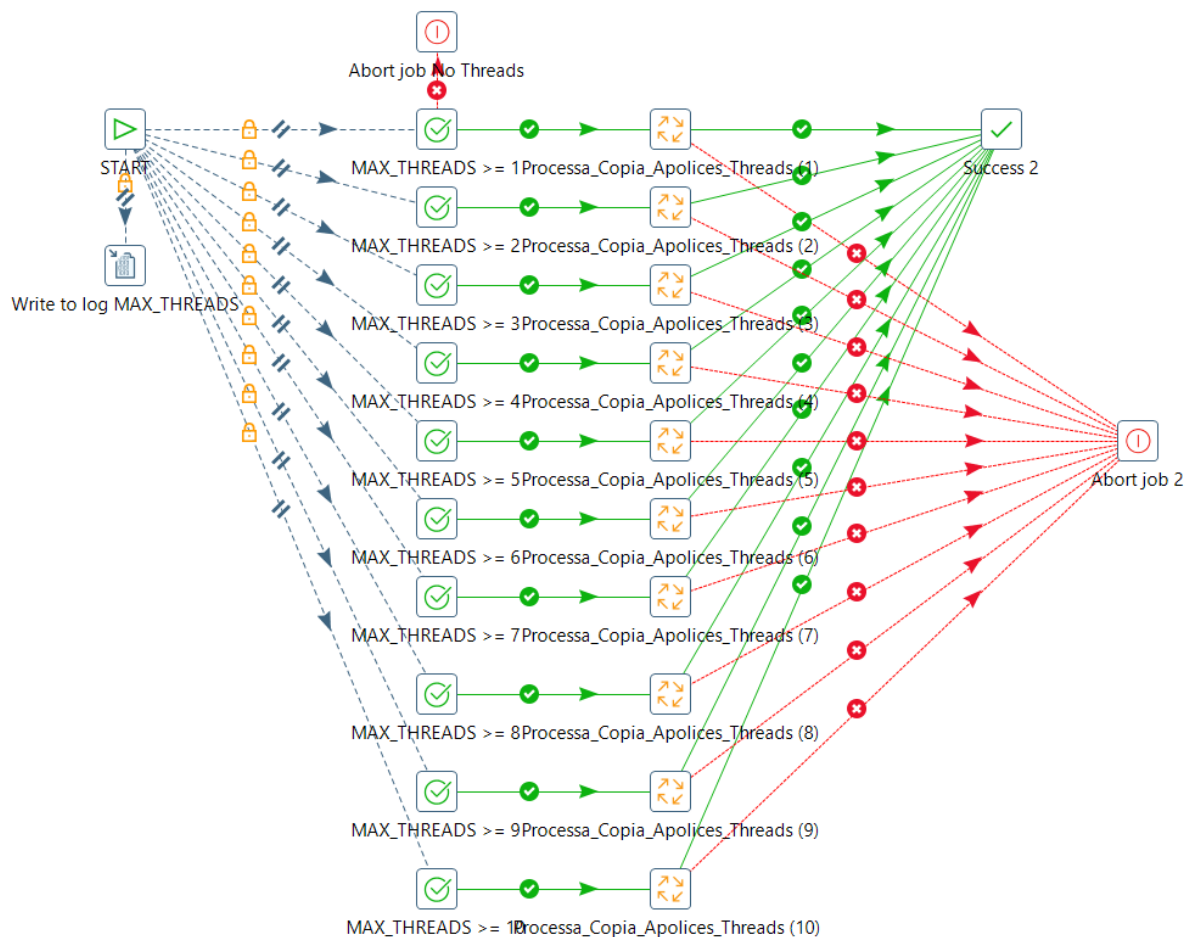 Abort job No Threads
START
MAX_THREADS >= 1
Processa_Copia_Apolices_Threads (1)
Success 2
MAX_THREADS >= 2
Processa_Copia_Apolices_Threads (2)
Write to log MAX_THREADS
MAX_THREADS >= 3
Processa_Copia_Apolices_Threads (3)
MAX_THREADS >= 4
Processa_Copia_Apolices_Threads (4)
MAX_THREADS >= 5
Processa_Copia_Apolices_Threads (5)
Abort job 2
MAX_THREADS >= 6
Processa_Copia_Apolices_Threads (6)
MAX_THREADS >= 7
Processa_Copia_Apolices_Threads (7)
MAX_THREADS >= 8
Processa_Copia_Apolices_Threads (8)
MAX_THREADS >= 9
Processa_Copia_Apolices_Threads (9)
MAX_THREADS >= 10
Processa_Copia_Apolices_Threads (10)